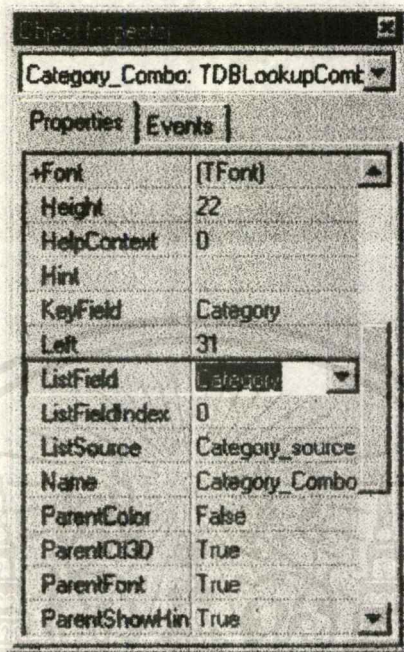 Object Inspector
Category_Combo: TDBLookupComb
Properties Events
+Font (TFont)
Height 22
HelpContext 0
Hint
KeyField Category
Left 31
ListField Category
ListFieldIndex 0
ListSource Category_source
Name Category_Combo
ParentColor False
ParentCtl3D True
ParentFont True
ParentShowHin True